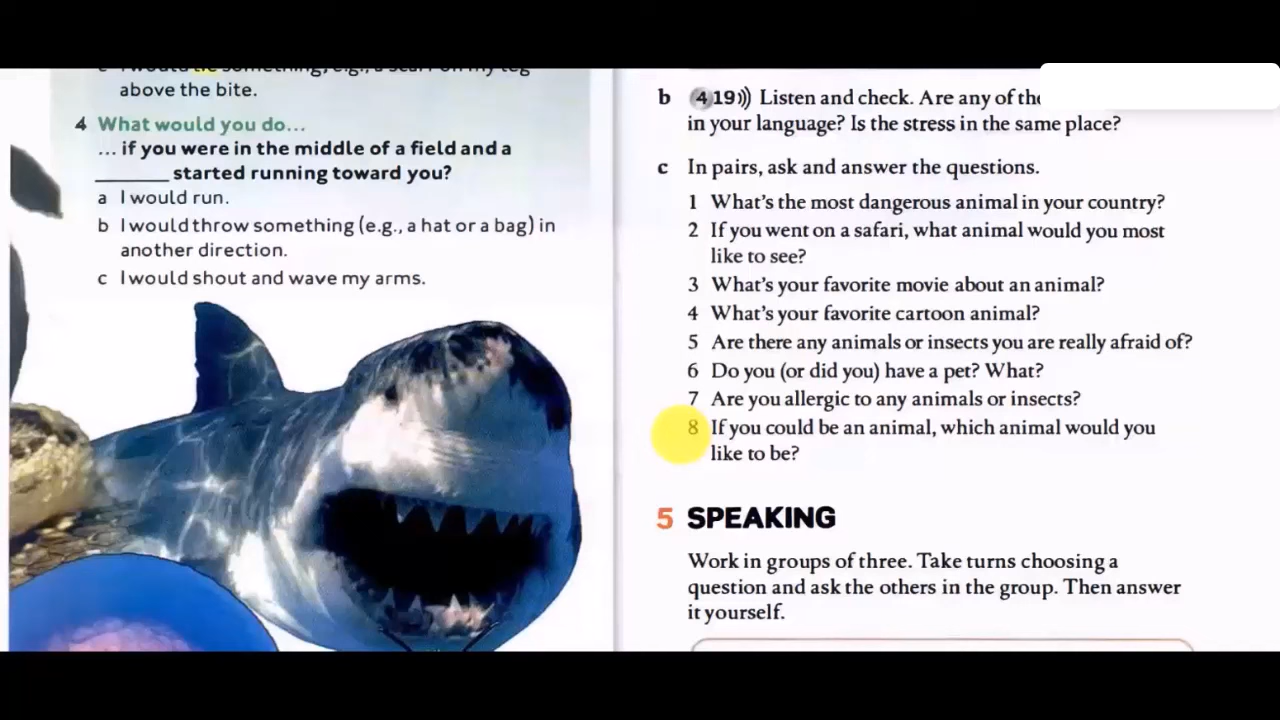 above the bite.
4 What would you do...
... if you were in the middle of a field and a
________ started running toward you?
a I would run.
b I would throw something (e.g., a hat or a bag) in
another direction.
c I would shout and wave my arms.
b 4 19))) Listen and check. Are any of the
in your language? Is the stress in the same place?
c In pairs, ask and answer the questions.
1 What's the most dangerous animal in your country?
2 If you went on a safari, what animal would you most
like to see?
3 What's your favorite movie about an animal?
4 What's your favorite cartoon animal?
5 Are there any animals or insects you are really afraid of?
6 Do you (or did you) have a pet? What?
7 Are you allergic to any animals or insects?
8 If you could be an animal, which animal would you
like to be?
5 SPEAKING
Work in groups of three. Take turns choosing a
question and ask the others in the group. Then answer
it yourself.